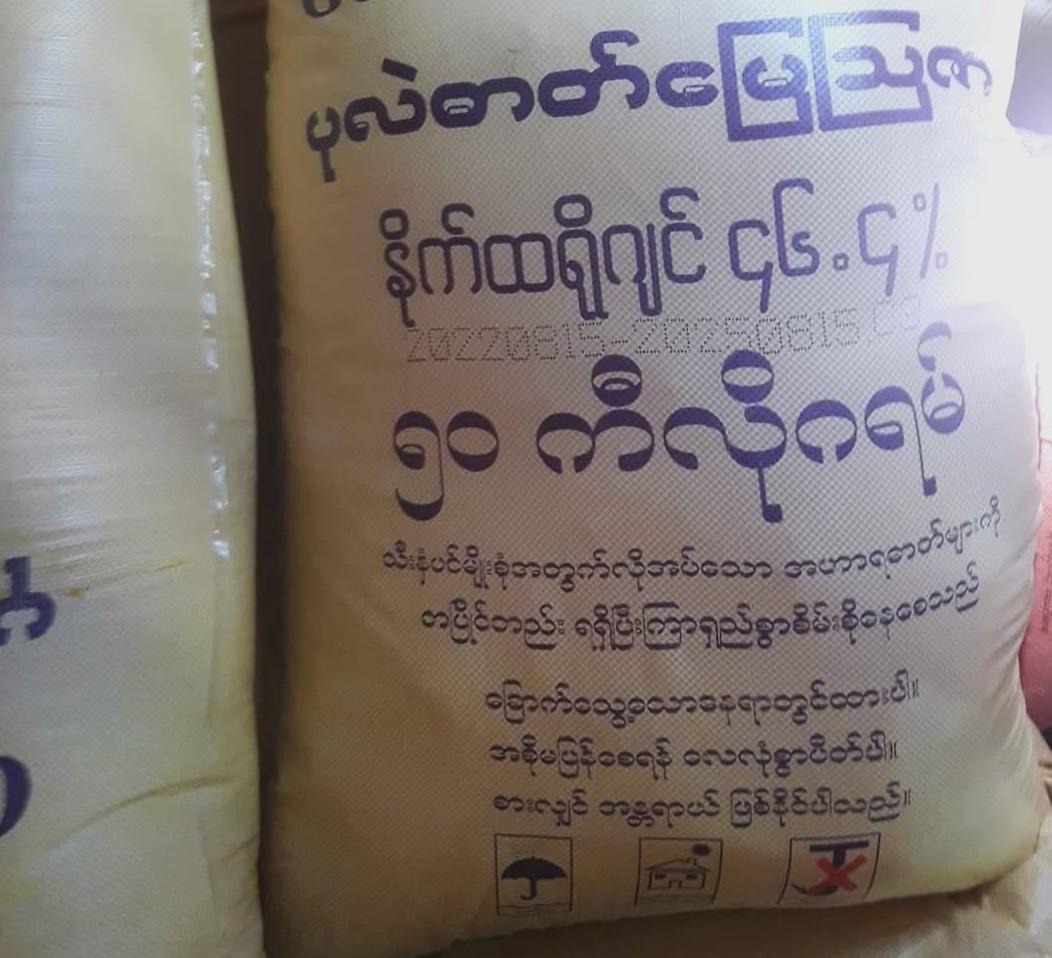 ပုလဲဓာတ်မြေဩဇာ
နိုက်ထရိုဂျင် ၄၆.၄%
20220815-20250815
၅၀ ကီလိုဂရမ်
သီးနှံပင်မျိုးစုံအတွက်လိုအပ်သော အဟာရဓာတ်များကို
တပြိုင်တည်း ရရှိပြီးကြာရှည်စွာစိမ်းစိုနေစေသည်
ခြောက်သွေ့သောနေရာတွင်ထားပါ။
အစိုမပြန်စေရန် လေလုံစွာပိတ်ပါ။
စားလျှင် အန္တရာယ် ဖြစ်နိုင်ပါသည်။